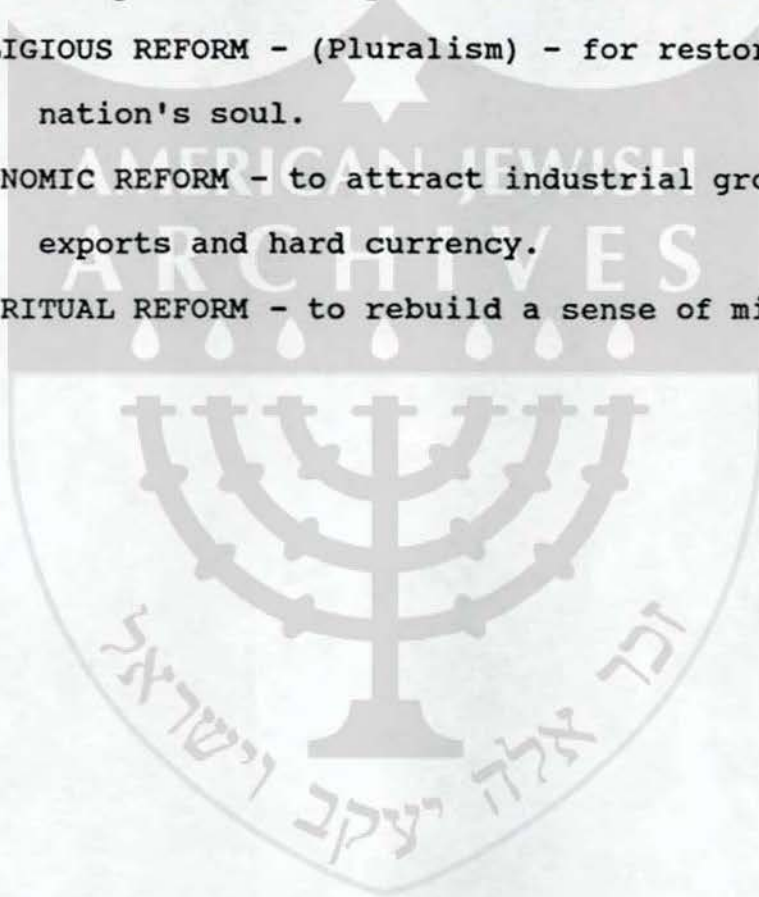 IGIOUS REFORM - (Pluralism) - for restor
nation's soul.
NOMIC REFORM - to attract industrial gro
exports and hard currency.
RITUAL REFORM - to rebuild a sense of mi
AMERICAN JEWISH
ARCHIVES
זכר אלה יעקב וישראל